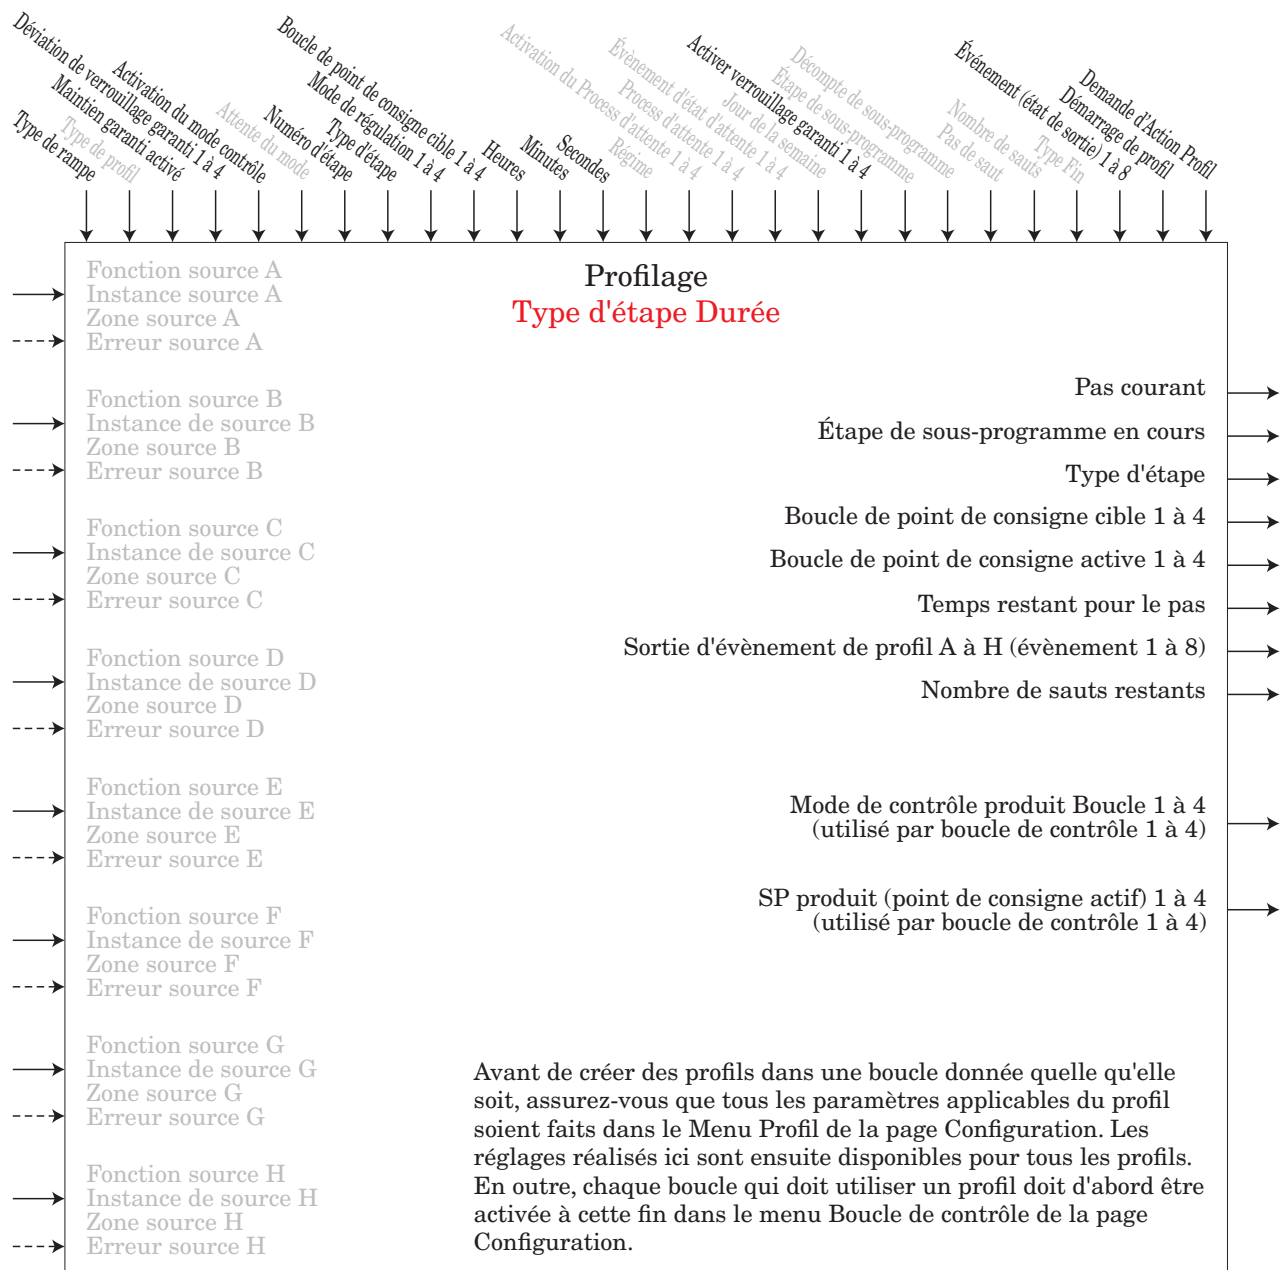 Type de rampe
Type de profil
Maintien garanti activé
Déviation de verrouillage garanti 1 à 4
Activation du mode contrôle
Attente du mode
Numéro d'étape
Type d'étape
Mode de régulation 1 à 4
Boucle de point de consigne cible 1 à 4
Heures
Minutes
Secondes
Régime
Activation du Process d'attente 1 à 4
Process d'attente 1 à 4
Évènement d'état d'attente 1 à 4
Jour de la semaine
Activer verrouillage garanti 1 à 4
Étape de sous-programme
Décompte de sous-programme
Pas de saut
Nombre de sauts
Type Fin
Événement (état de sortie) 1 à 8
Démarrage de profil
Demande d'Action Profil
Profilage
Type d'étape Durée
Fonction source A
Instance source A
Zone source A
Erreur source A
Fonction source B
Instance de source B
Zone source B
Erreur source B
Fonction source C
Instance de source C
Zone source C
Erreur source C
Fonction source D
Instance de source D
Zone source D
Erreur source D
Fonction source E
Instance de source E
Zone source E
Erreur source E
Fonction source F
Instance de source F
Zone source F
Erreur source F
Fonction source G
Instance de source G
Zone source G
Erreur source G
Fonction source H
Instance de source H
Zone source H
Erreur source H
Pas courant
Étape de sous-programme en cours
Type d'étape
Boucle de point de consigne cible 1 à 4
Boucle de point de consigne active 1 à 4
Temps restant pour le pas
Sortie d'évènement de profil A à H (évènement 1 à 8)
Nombre de sauts restants
Mode de contrôle produit Boucle 1 à 4
(utilisé par boucle de contrôle 1 à 4)
SP produit (point de consigne actif) 1 à 4
(utilisé par boucle de contrôle 1 à 4)
Avant de créer des profils dans une boucle donnée quelle qu'elle
soit, assurez-vous que tous les paramètres applicables du profil
soient faits dans le Menu Profil de la page Configuration. Les
réglages réalisés ici sont ensuite disponibles pour tous les profils.
En outre, chaque boucle qui doit utiliser un profil doit d'abord être
activée à cette fin dans le menu Boucle de contrôle de la page
Configuration.